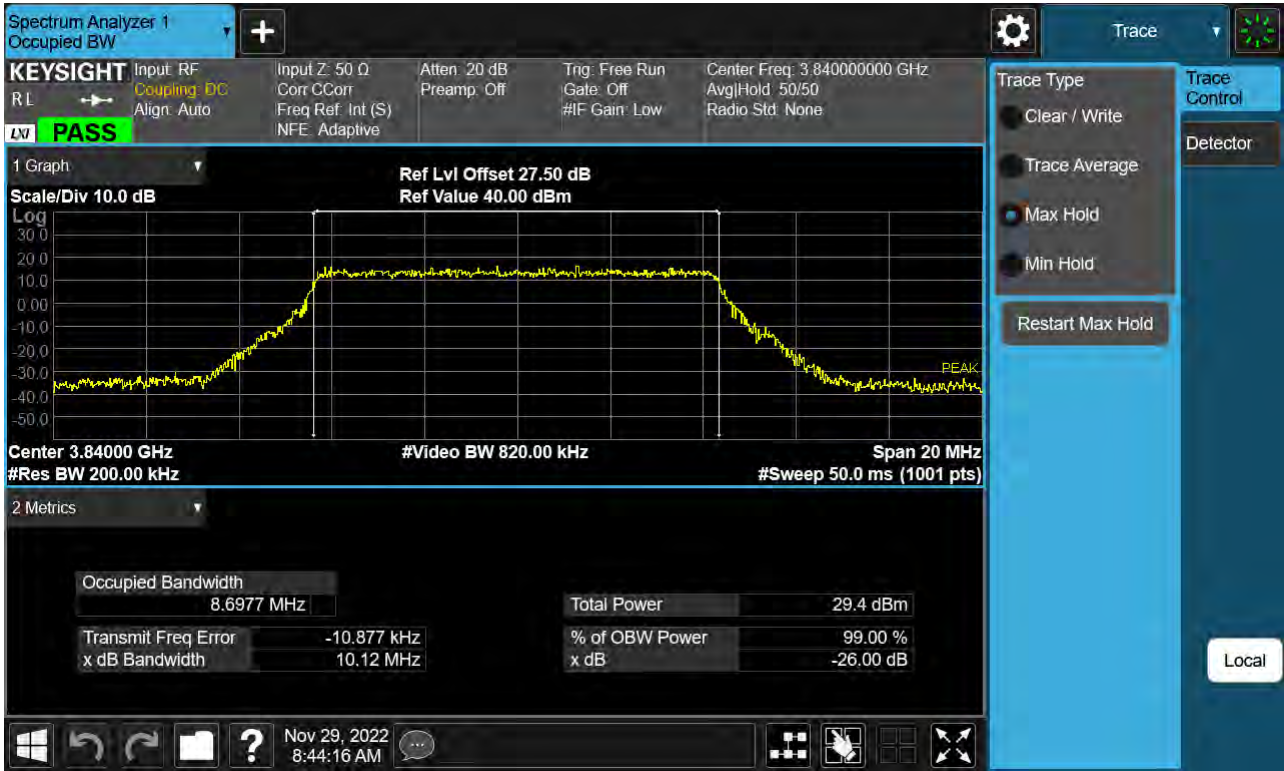 Spectrum Analyzer 1
Occupied BW
+
Trace
KEYSIGHT
RL
LXI
PASS
Input: RF
Coupling: DC
Align: Auto
Input Z: 50 Ω
Corr CCorr
Freq Ref: Int (S)
NFE: Adaptive
Atten: 20 dB
Preamp: Off
Trig: Free Run
Gate: Off
#IF Gain: Low
Center Freq: 3.840000000 GHz
Avg|Hold: 50/50
Radio Std: None
1 Graph
Scale/Div 10.0 dB
Ref Lvl Offset 27.50 dB
Ref Value 40.00 dBm
Log
30.0
20.0
10.0
0.00
-10.0
-20.0
-30.0
-40.0
-50.0
PEAK
Center 3.84000 GHz
#Res BW 200.00 kHz
#Video BW 820.00 kHz
Span 20 MHz
#Sweep 50.0 ms (1001 pts)
2 Metrics
Occupied Bandwidth
8.6977 MHz
Transmit Freq Error -10.877 kHz
x dB Bandwidth 10.12 MHz
Total Power 29.4 dBm
% of OBW Power 99.00 %
x dB -26.00 dB
Trace Type
Clear / Write
Trace Average
Max Hold
Min Hold
Restart Max Hold
Trace
Control
Detector
Local
?
Nov 29, 2022
8:44:16 AM